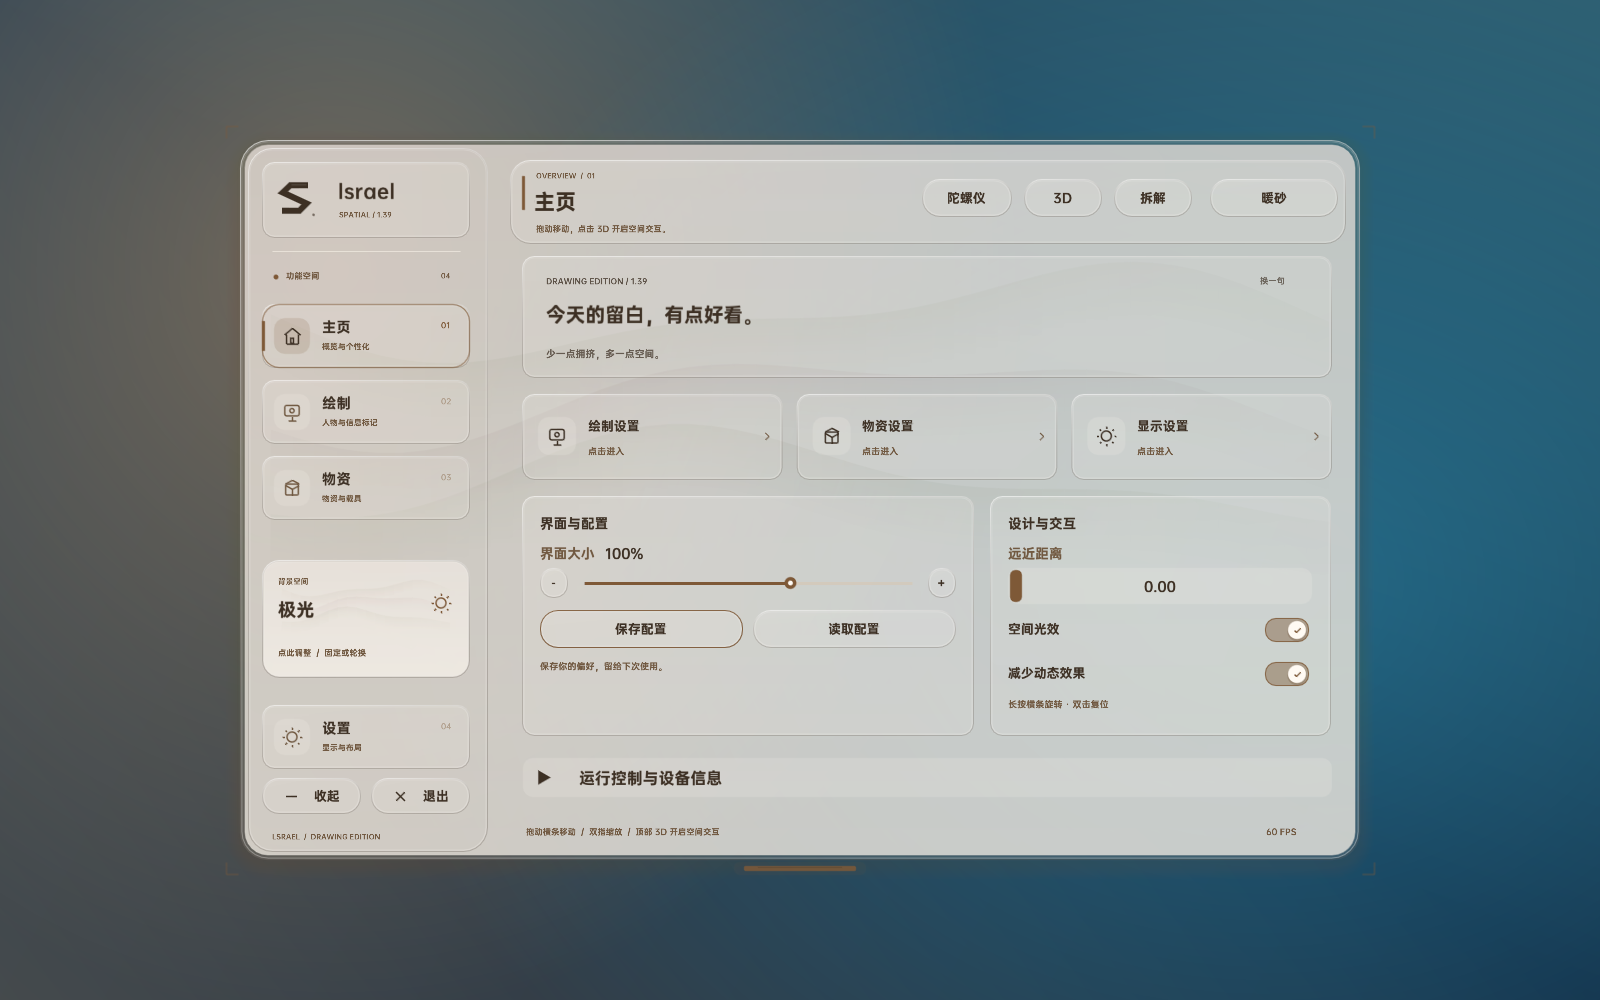 Israel
SPATIAL / 1.39
功能空间
04
主页
01
概览与个性化
绘制
02
人物与信息标记
物资
03
物资与载具
背景空间
极光
点此调整 / 固定或轮换
设置
04
显示与布局
收起
退出
LSRAEL / DRAWING EDITION
OVERVIEW / 01
主页
拖动移动，点击 3D 开启空间交互。
陀螺仪
3D
拆解
暖砂
DRAWING EDITION / 1.39
换一句
今天的留白，有点好看。
少一点拥挤，多一点空间。
绘制设置
点击进入
物资设置
点击进入
显示设置
点击进入
界面与配置
界面大小 100%
-
+
保存配置
读取配置
保存你的偏好，留给下次使用。
设计与交互
远近距离
0.00
空间光效
减少动态效果
长按横条旋转 · 双击复位
运行控制与设备信息
拖动横条移动 / 双指缩放 / 顶部 3D 开启空间交互
60 FPS